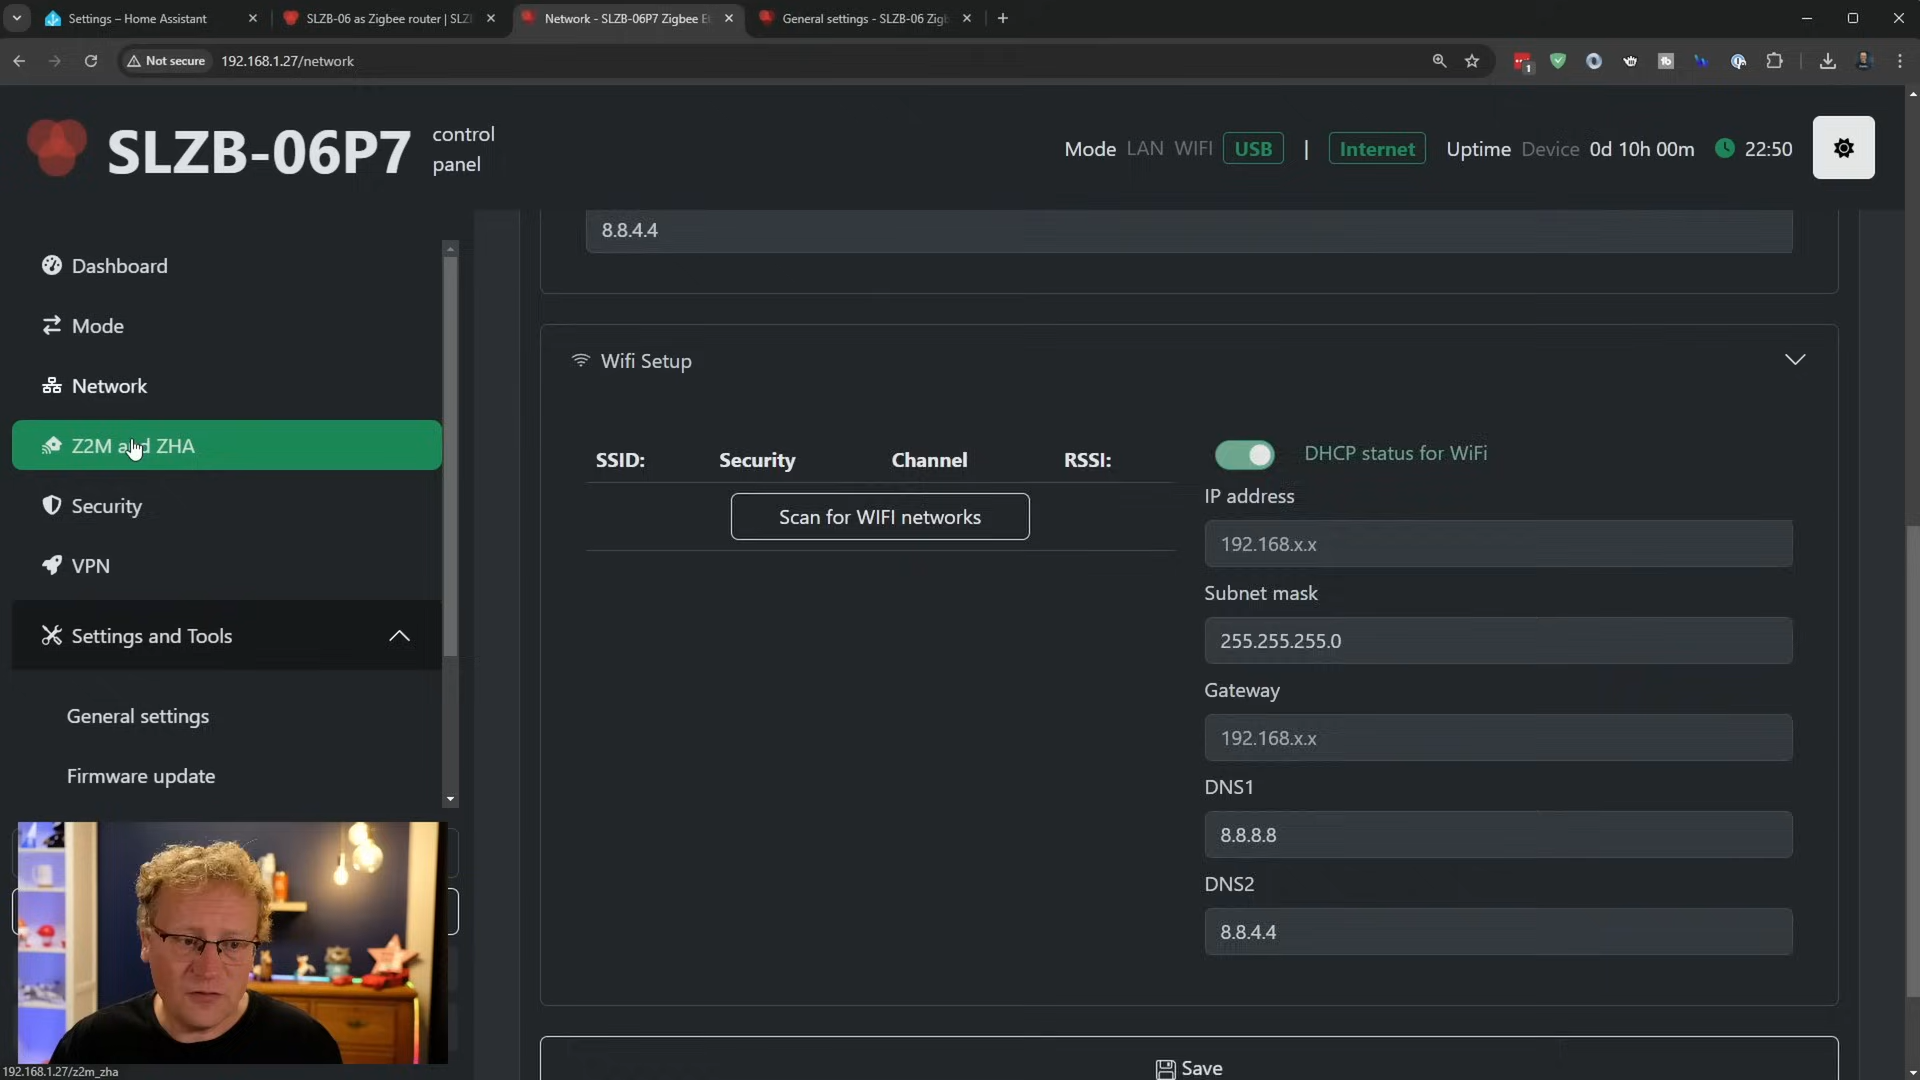 Settings – Home Assistant
SLZB-06 as Zigbee router | SLZ
Network - SLZB-06P7 Zigbee E
General settings - SLZB-06 Zig
Not secure
192.168.1.27/network
1
SLZB-06P7
control
panel
Mode LAN WIFI USB | Internet Uptime Device 0d 10h 00m 22:50
Dashboard
Mode
Network
Z2M and ZHA
Security
VPN
Settings and Tools
General settings
Firmware update
8.8.4.4
Wifi Setup
SSID: Security Channel RSSI:
Scan for WIFI networks
DHCP status for WiFi
IP address
192.168.x.x
Subnet mask
255.255.255.0
Gateway
192.168.x.x
DNS1
8.8.8.8
DNS2
8.8.4.4
Save
192.168.1.27/z2m_zha